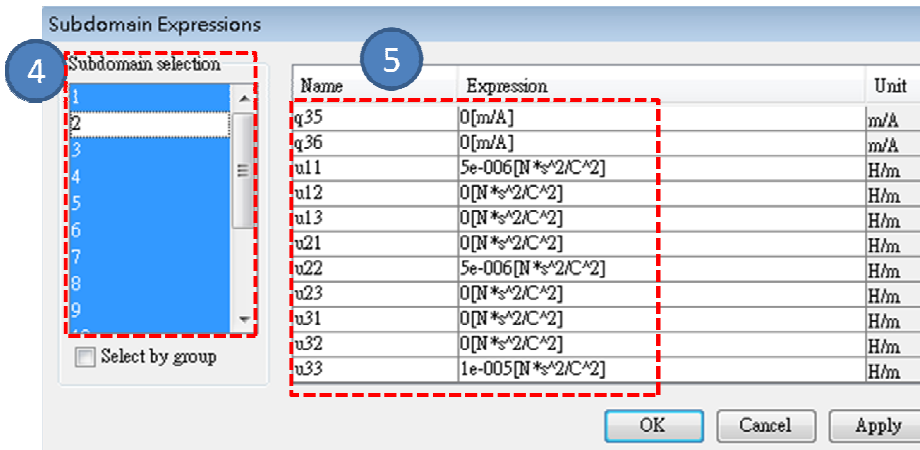 Subdomain Expressions
4
Subdomain selection
5
1
2
3
4
5
6
7
8
9
10
Select by group
Name Expression Unit
q35 0[m/A] m/A
q36 0[m/A] m/A
u11 5e-006[N*s^2/C^2] H/m
u12 0[N*s^2/C^2] H/m
u13 0[N*s^2/C^2] H/m
u21 0[N*s^2/C^2] H/m
u22 5e-006[N*s^2/C^2] H/m
u23 0[N*s^2/C^2] H/m
u31 0[N*s^2/C^2] H/m
u32 0[N*s^2/C^2] H/m
u33 1e-005[N*s^2/C^2] H/m
OK Cancel Apply